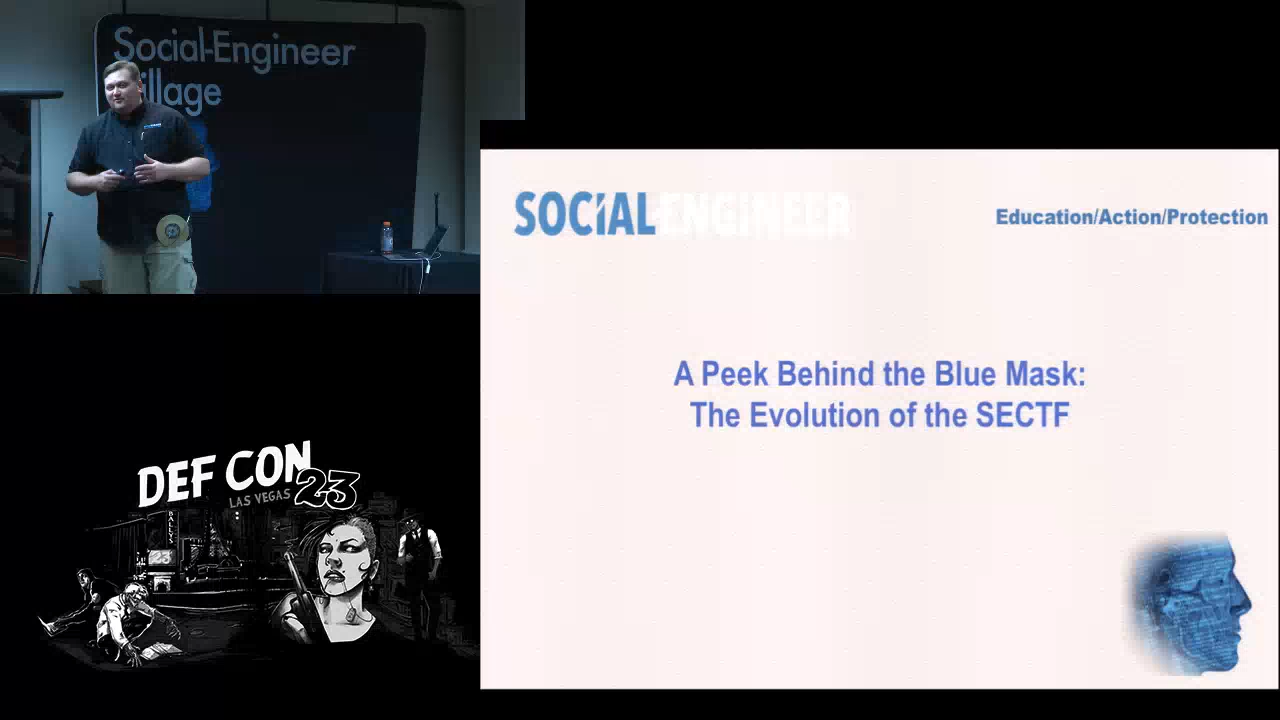 Social-Engineer
Village
SOCiAL-ENGiNEER
Education/Action/Protection
A Peek Behind the Blue Mask:
The Evolution of the SECTF
DEF CON
LAS VEGAS 23
BALLYS